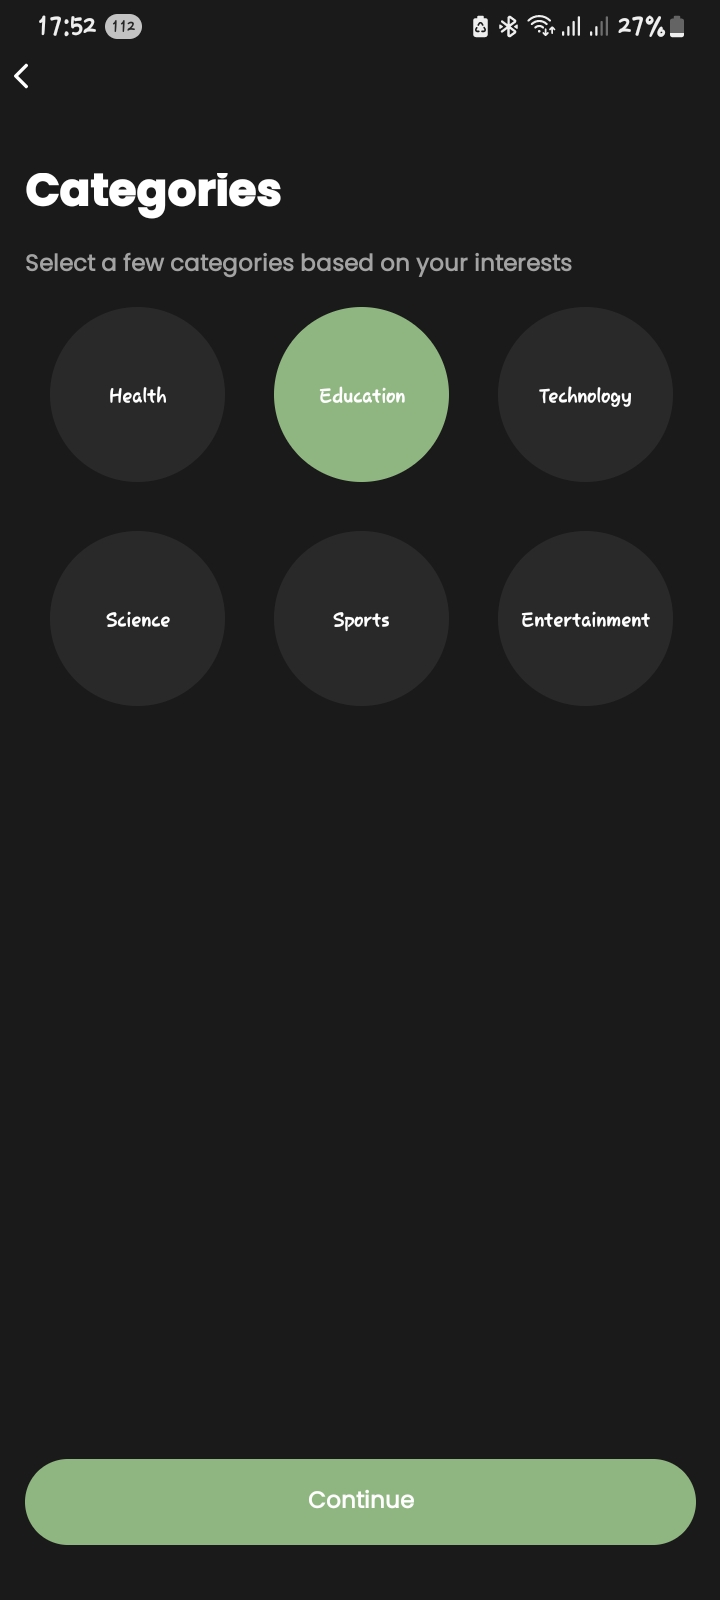 17:52 112 27%
Categories
Select a few categories based on your interests
Health Education Technology
Science Sports Entertainment
Continue